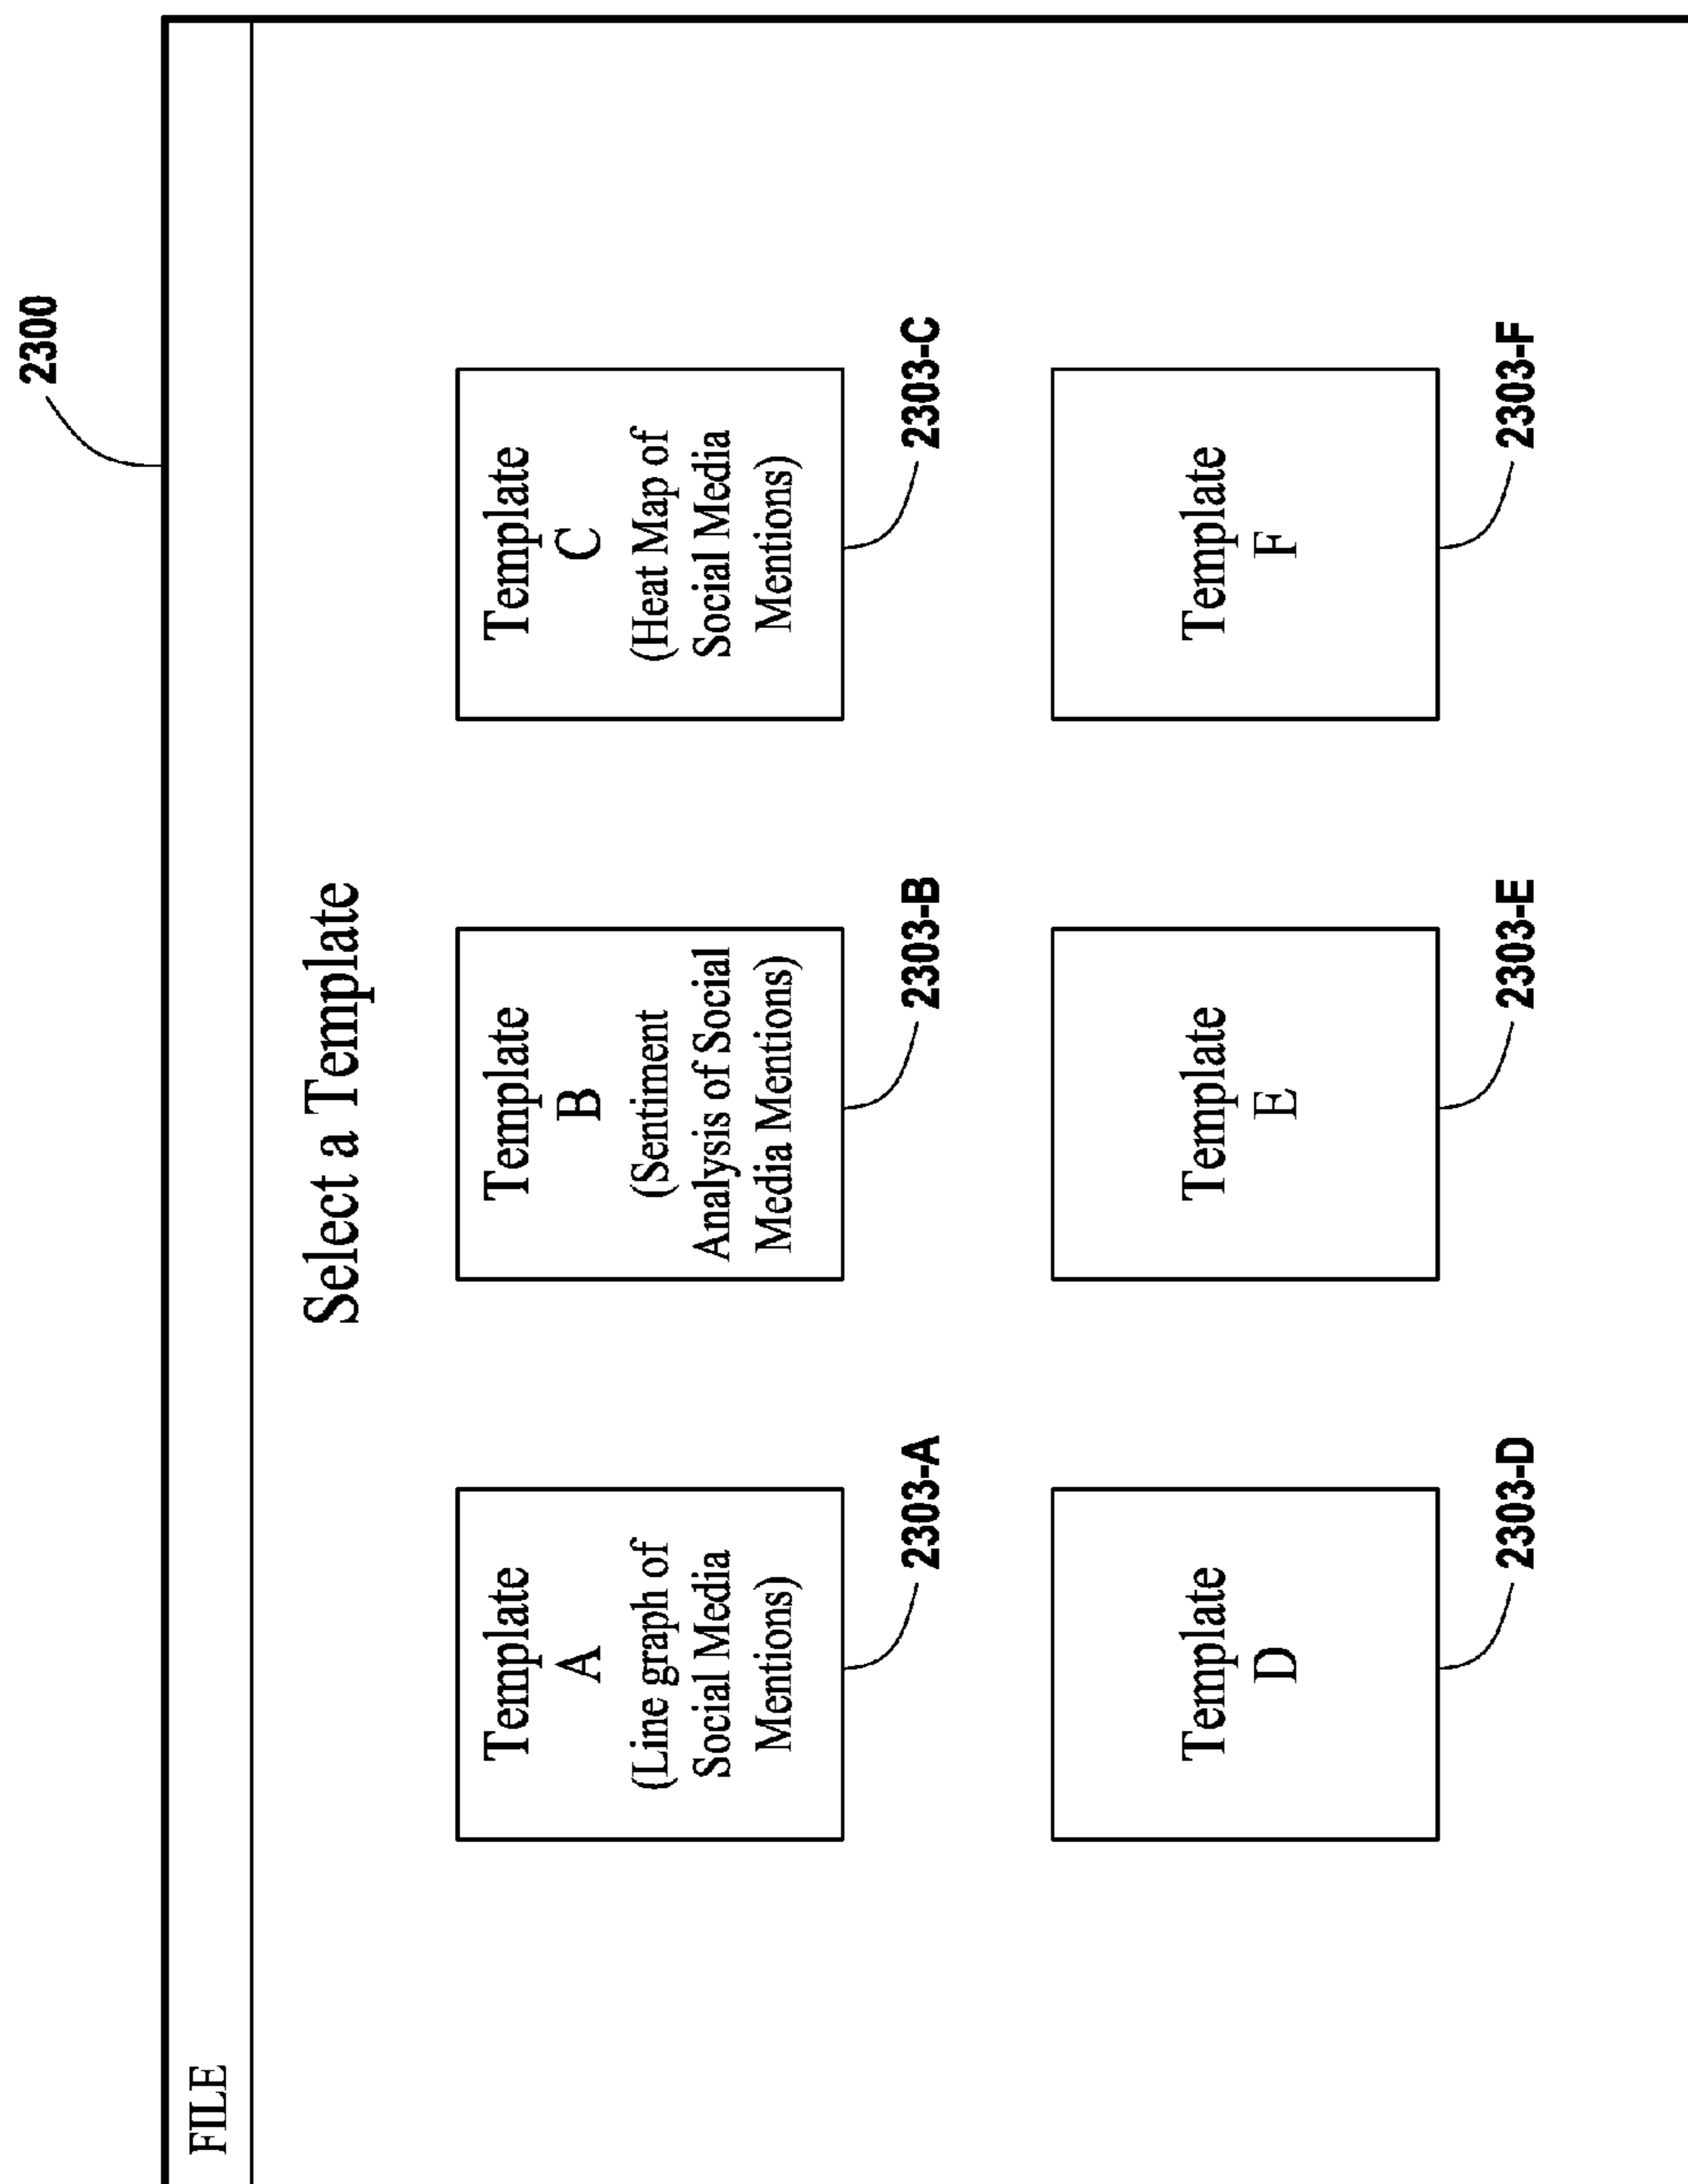 2300
FILE
Select a Template
Template
A
(Line graph of
Social Media
Mentions)
2303-A
Template
B
(Sentiment
Analysis of Social
Media Mentions)
2303-B
Template
C
(Heat Map of
Social Media
Mentions)
2303-C
Template
D
2303-D
Template
E
2303-E
Template
F
2303-F